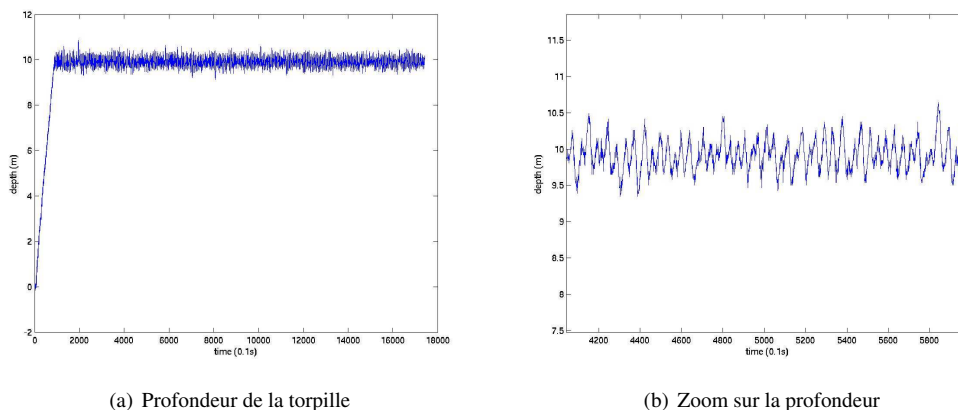 12
10
8
6
4
2
0
-2
depth (m)
0 2000 4000 6000 8000 10000 12000 14000 16000 18000
time (0.1s)
(a) Profondeur de la torpille
11.5
11
10.5
10
9.5
9
8.5
8
7.5
depth (m)
4200 4400 4600 4800 5000 5200 5400 5600 5800
time (0.1s)
(b) Zoom sur la profondeur